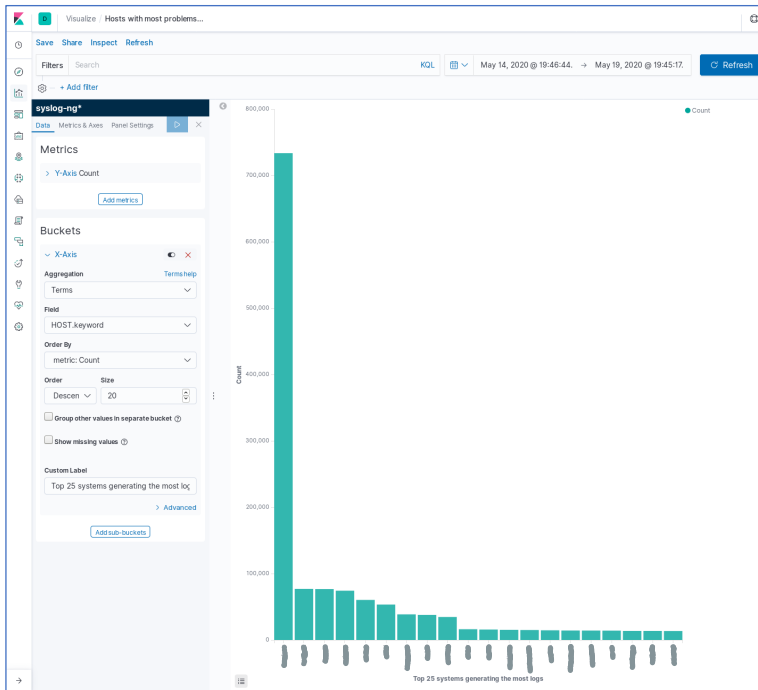 D Visualize / Hosts with most problems...
Save Share Inspect Refresh
Filters Search KQL May 14, 2020 @ 19:46:44. → May 19, 2020 @ 19:45:17. Refresh
+ Add filter
syslog-ng*
Data Metrics & Axes Panel Settings
Metrics
Y-Axis Count
Add metrics
Buckets
X-Axis
Aggregation Terms help
Terms
Field
HOST.keyword
Order By
metric: Count
Order Size
Descen 20
Group other values in separate bucket
Show missing values
Custom Label
Top 25 systems generating the most log
Advanced
Add sub-buckets
Count
800,000
700,000
600,000
500,000
400,000
300,000
200,000
100,000
0
Count
Top 25 systems generating the most logs